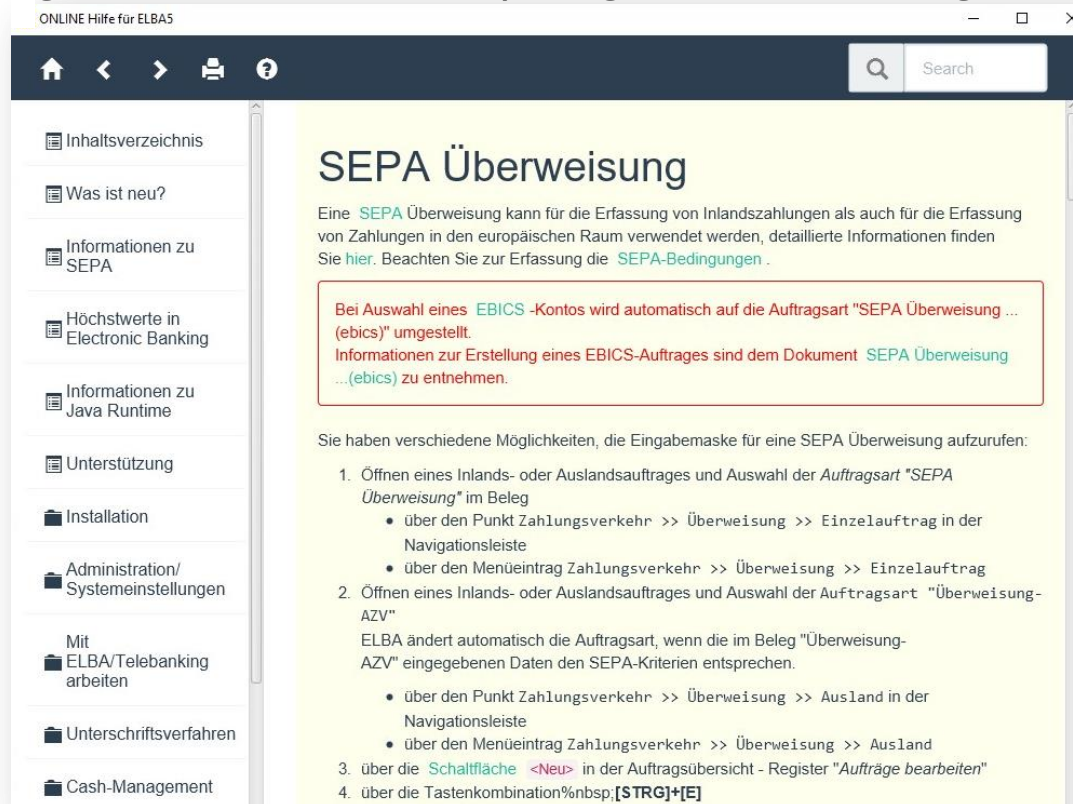 ONLINE Hilfe für ELBA5
Search
Inhaltsverzeichnis
Was ist neu?
Informationen zu
SEPA
Höchstwerte in
Electronic Banking
Informationen zu
Java Runtime
Unterstützung
Installation
Administration/
Systemeinstellungen
Mit
ELBA/Telebanking
arbeiten
Unterschriftsverfahren
Cash-Management
SEPA Überweisung
Eine SEPA Überweisung kann für die Erfassung von Inlandszahlungen als auch für die Erfassung
von Zahlungen in den europäischen Raum verwendet werden, detaillierte Informationen finden
Sie hier. Beachten Sie zur Erfassung die SEPA-Bedingungen .
Bei Auswahl eines EBICS -Kontos wird automatisch auf die Auftragsart "SEPA Überweisung ...
(ebics)" umgestellt.
Informationen zur Erstellung eines EBICS-Auftrages sind dem Dokument SEPA Überweisung
...(ebics) zu entnehmen.
Sie haben verschiedene Möglichkeiten, die Eingabemaske für eine SEPA Überweisung aufzurufen:
1. Öffnen eines Inlands- oder Auslandsauftrages und Auswahl der Auftragsart "SEPA
Überweisung" im Beleg
• über den Punkt Zahlungsverkehr >> Überweisung >> Einzelauftrag in der
Navigationsleiste
• über den Menüeintrag Zahlungsverkehr >> Überweisung >> Einzelauftrag
2. Öffnen eines Inlands- oder Auslandsauftrages und Auswahl der Auftragsart "Überweisung-
AZV"
ELBA ändert automatisch die Auftragsart, wenn die im Beleg "Überweisung-
AZV" eingegebenen Daten den SEPA-Kriterien entsprechen.
• über den Punkt Zahlungsverkehr >> Überweisung >> Ausland in der
Navigationsleiste
• über den Menüeintrag Zahlungsverkehr >> Überweisung >> Ausland
3. über die Schaltfläche <Neu> in der Auftragsübersicht - Register "Aufträge bearbeiten"
4. über die Tastenkombination%nbsp;[STRG]+[E]